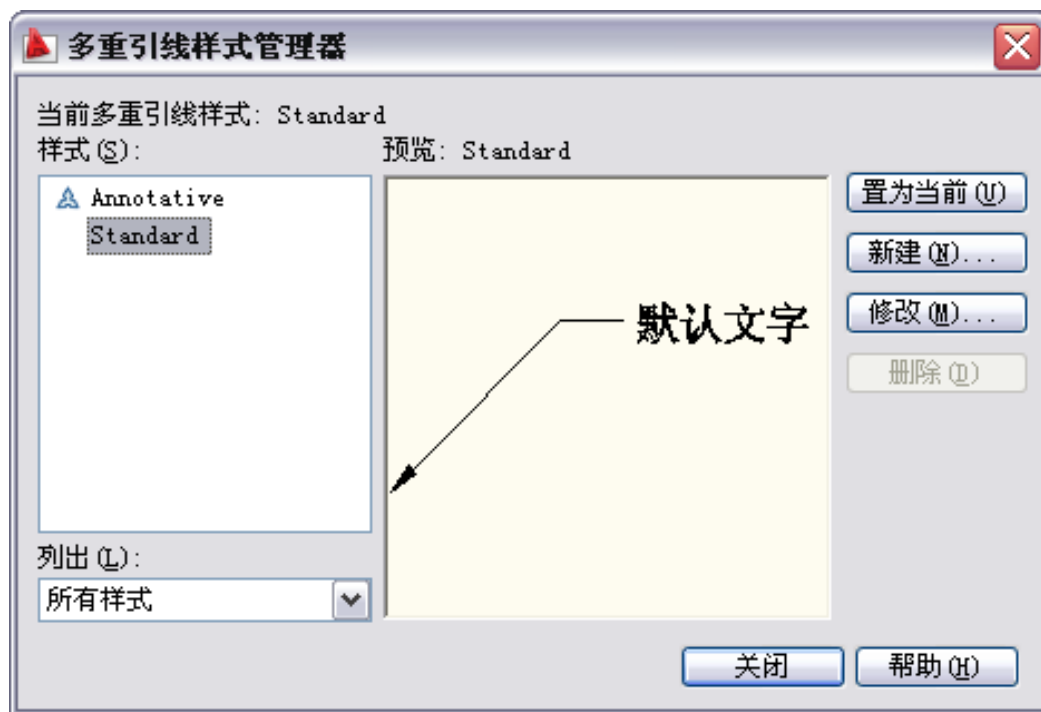 多重引线样式管理器
当前多重引线样式: Standard
样式(S):
预览: Standard
Annotative
Standard
默认文字
置为当前(U)
新建(N)...
修改(M)...
删除(D)
列出(L):
所有样式
关闭
帮助(H)